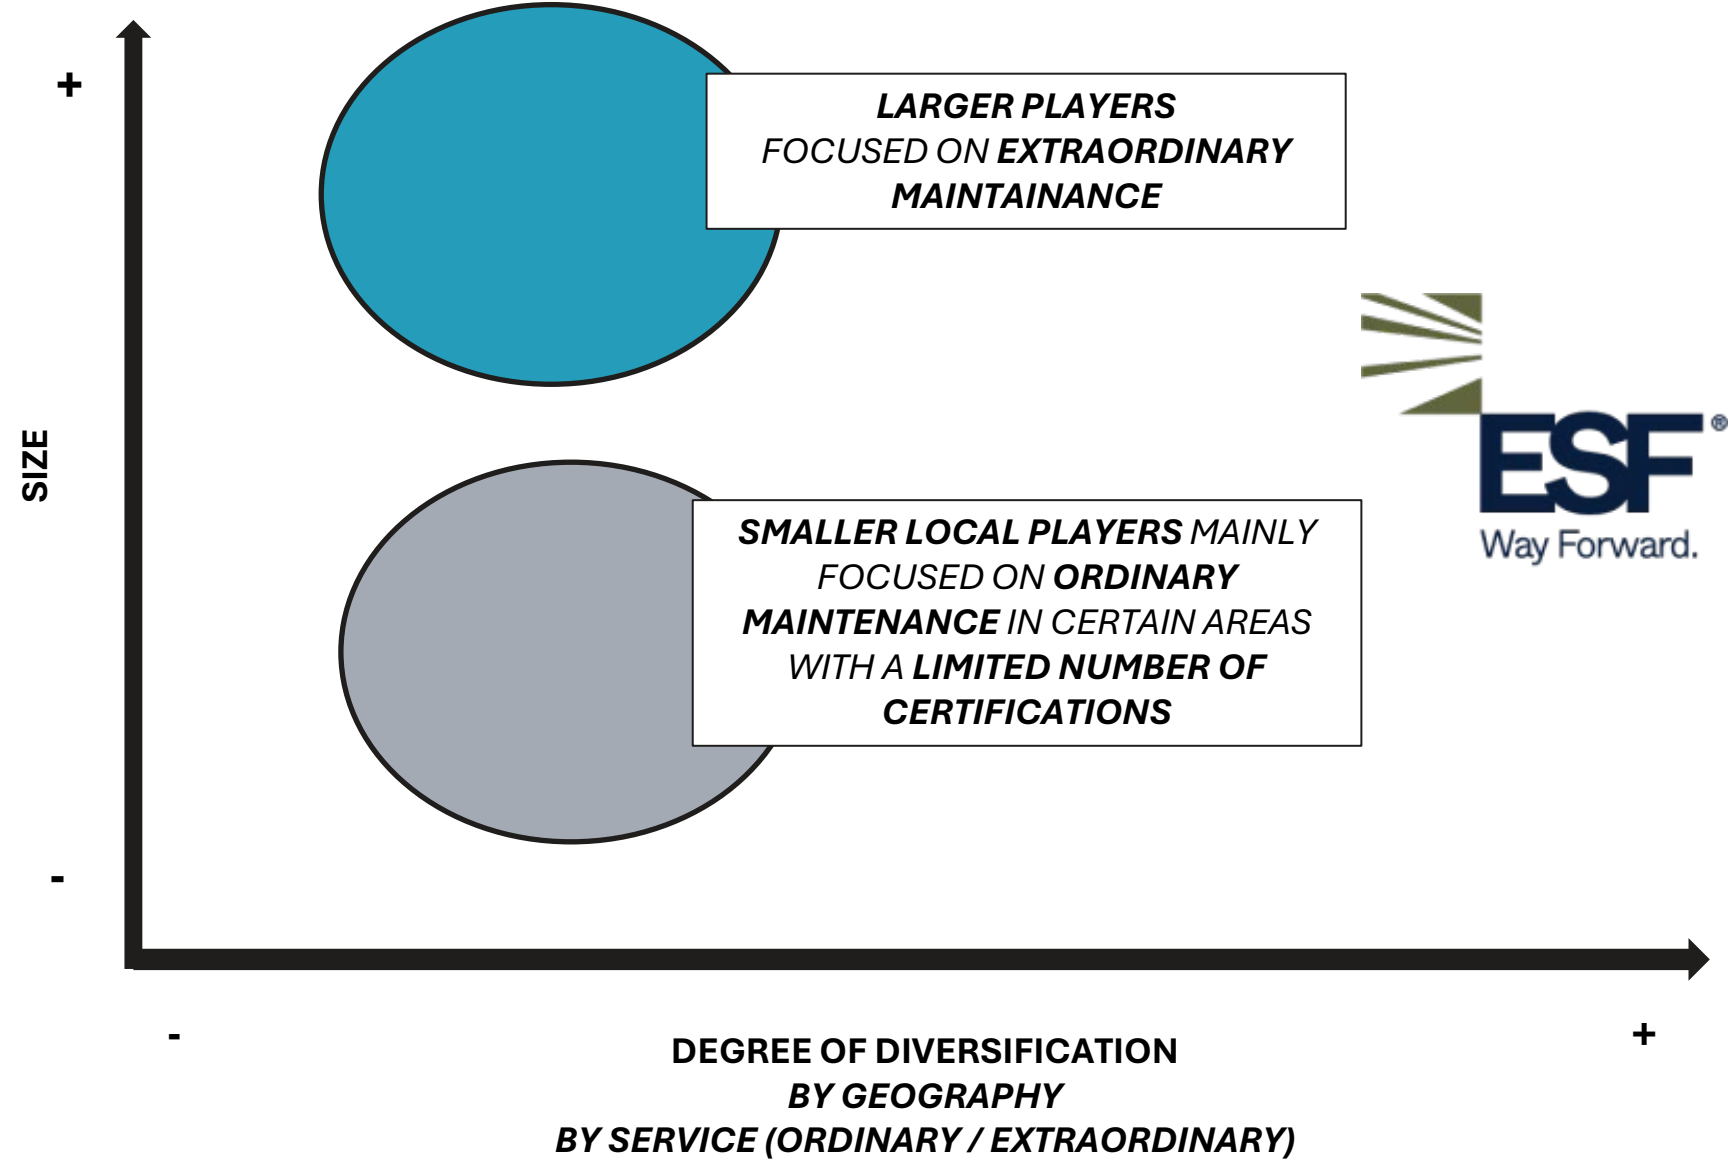 +
LARGER PLAYERS
FOCUSED ON EXTRAORDINARY
MAINTAINANCE
ESF®
Way Forward.
SIZE
SMALLER LOCAL PLAYERS MAINLY
FOCUSED ON ORDINARY
MAINTENANCE IN CERTAIN AREAS
WITH A LIMITED NUMBER OF
CERTIFICATIONS
-
-
+
DEGREE OF DIVERSIFICATION
BY GEOGRAPHY
BY SERVICE (ORDINARY / EXTRAORDINARY)